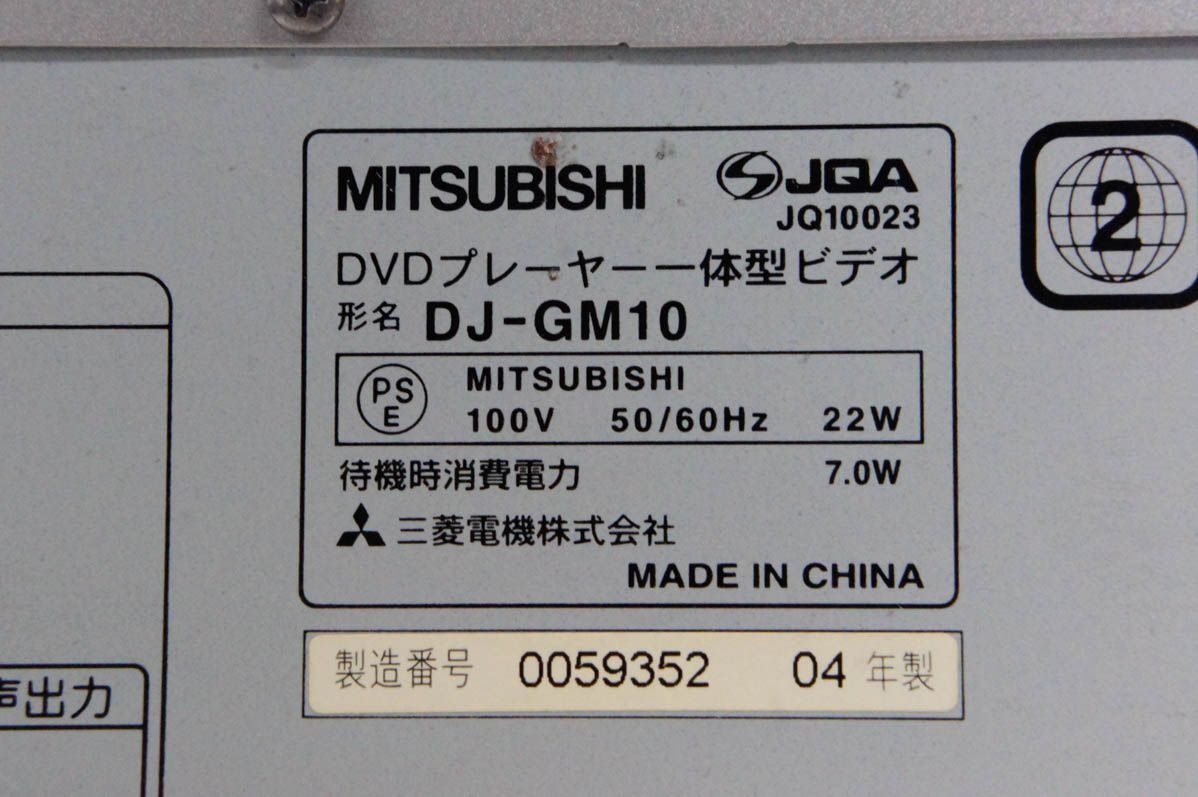 MITSUBISHI
JQA
JQ10023
DVDプレーヤー一体型ビデオ
形名 DJ-GM10
PS
E
MITSUBISHI
100V 50/60Hz 22W
待機時消費電力 7.0W
三菱電機株式会社
MADE IN CHINA
製造番号 0059352 04 年製
2
声出力